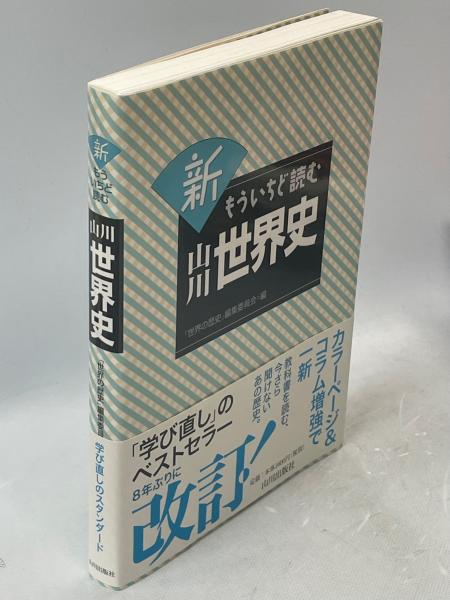 新
もういちど読む
山川
世界史
「世界の歴史」編集委員会=編
カラーページ&
コラム増強で
一新
教科書を読む、
今さら
聞けない
あの歴史。
「学び直し」の
ベストセラー
8年ぶりに
改訂!
山川出版社
新
もう
いちど
読む
山川
世界史
「世界の歴史」編集委員
学び直しのスタンダード
山川出版社